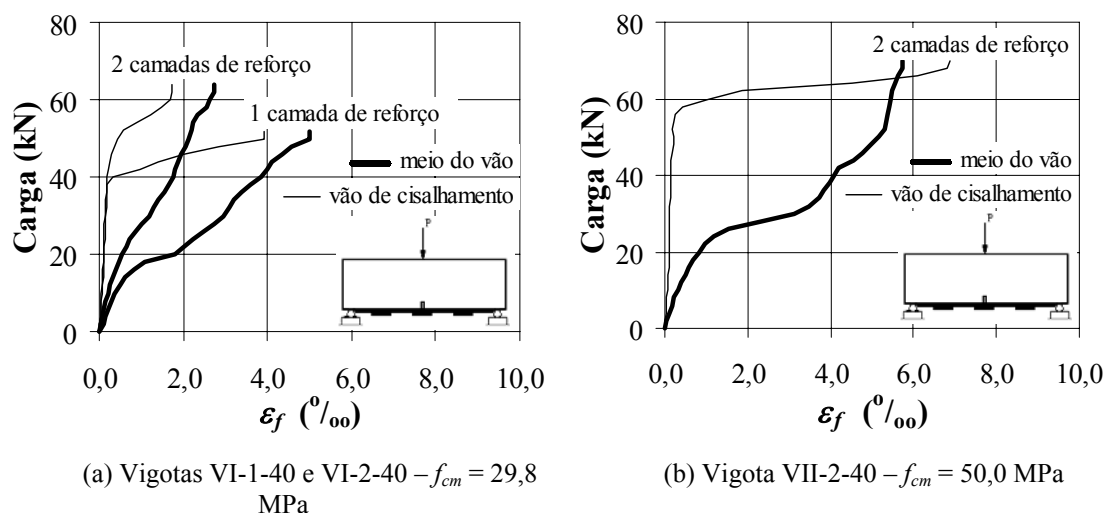 80
60
40
20
0
Carga (kN)
2 camadas de reforço
1 camada de reforço
meio do vão
vão de cisalhamento
P
0,0 2,0 4,0 6,0 8,0 10,0
εf (º/oo)
(a) Vigotas VI-1-40 e VI-2-40 – fcm = 29,8
MPa
80
60
40
20
0
Carga (kN)
2 camadas de reforço
meio do vão
vão de cisalhamento
P
0,0 2,0 4,0 6,0 8,0 10,0
εf (º/oo)
(b) Vigota VII-2-40 – fcm = 50,0 MPa